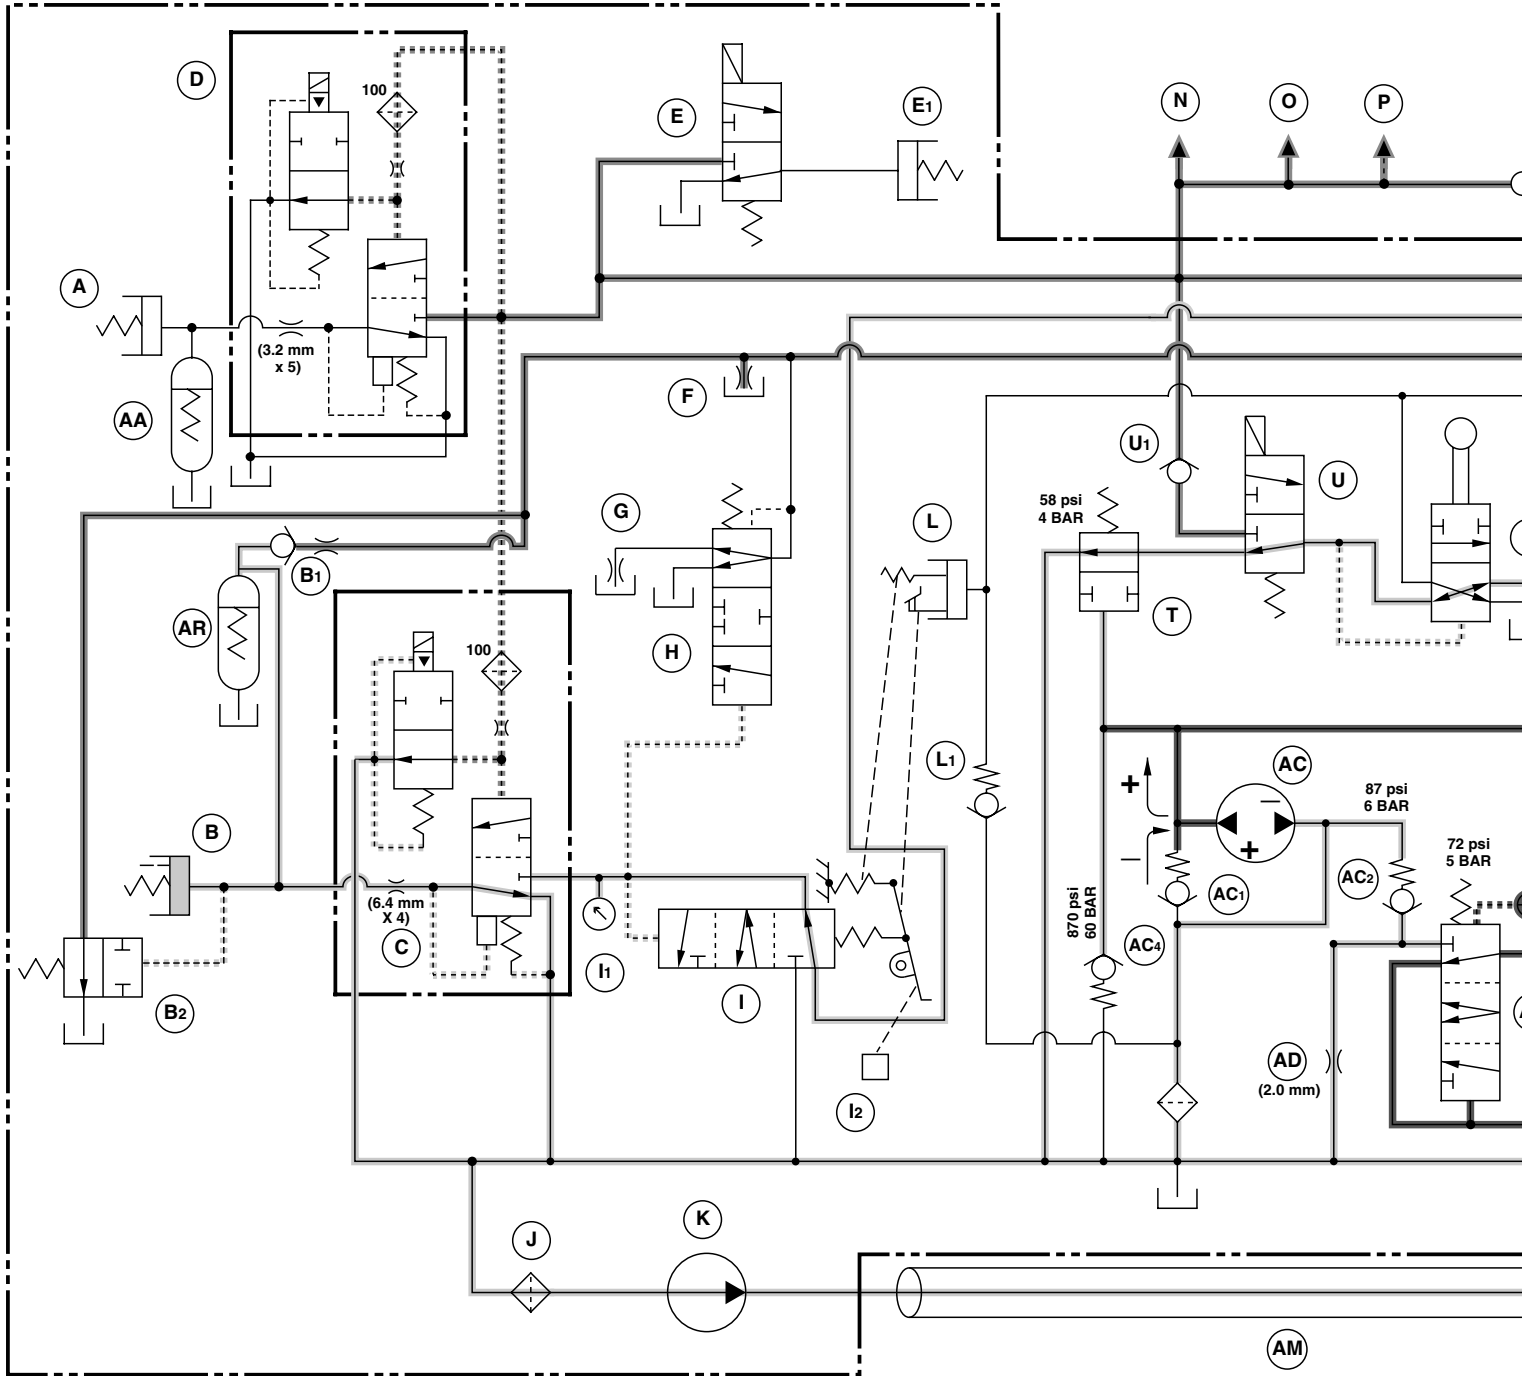 D
100
E
E1
N
O
P
A
(3.2 mm
x 5)
AA
F
U1
U
58 psi
4 BAR
G
L
B1
AR
H
T
100
L1
AC
87 psi
6 BAR
+
–
–
+
B
(6.4 mm
X 4)
C
AC1
AC2
72 psi
5 BAR
870 psi
60 BAR
AC4
B2
I1
I
I2
AD
(2.0 mm)
J
K
AM